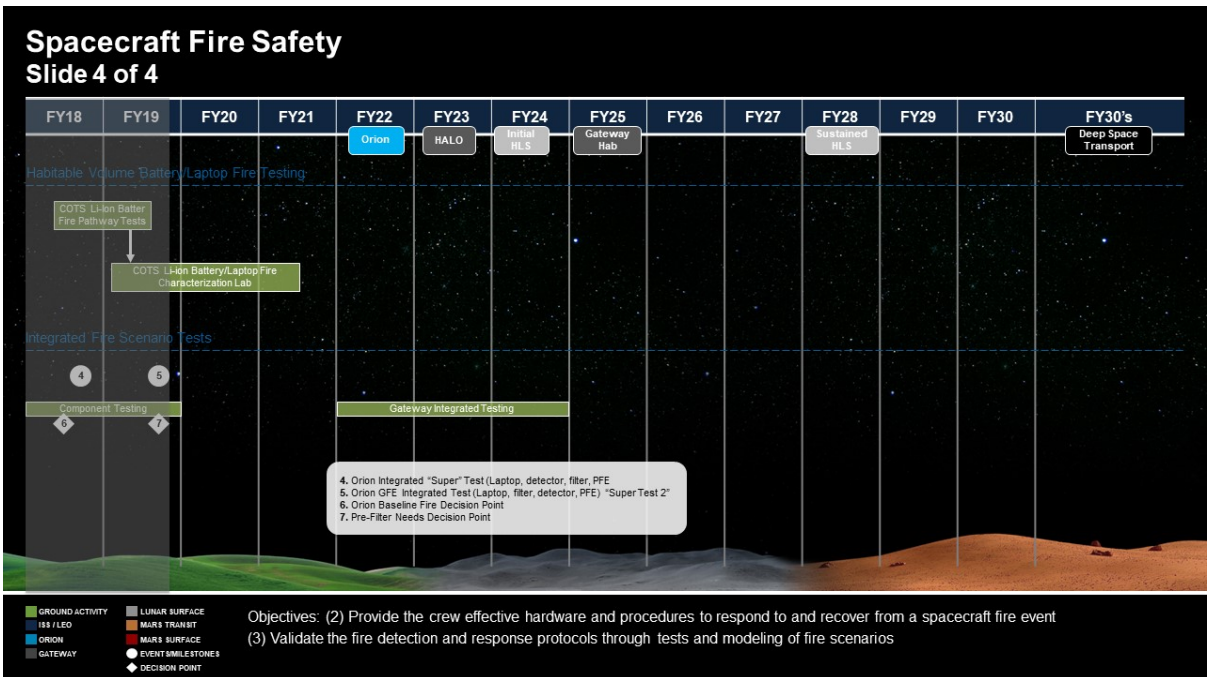 Spacecraft Fire Safety
Slide 4 of 4
FY18 FY19 FY20 FY21 FY22 FY23 FY24 FY25 FY26 FY27 FY28 FY29 FY30 FY30's
Orion
HALO
Initial
HLS
Gateway
Hab
Sustained
HLS
Deep Space
Transport
Habitable Volume Battery/Laptop Fire Testing
COTS Li-Ion Batter
Fire Pathway Tests
COTS Li-ion Battery/Laptop Fire
Characterization Lab
Integrated Fire Scenario Tests
4
5
Component Testing
Gateway Integrated Testing
6
7
4. Orion Integrated “Super” Test (Laptop, detector, filter, PFE
5. Orion GFE Integrated Test (Laptop, filter, detector, PFE) “Super Test 2”
6. Orion Baseline Fire Decision Point
7. Pre-Filter Needs Decision Point
GROUND ACTIVITY
ISS / LEO
ORION
GATEWAY
LUNAR SURFACE
MARS TRANSIT
MARS SURFACE
EVENTS/MILESTONES
DECISION POINT
Objectives: (2) Provide the crew effective hardware and procedures to respond to and recover from a spacecraft fire event
(3) Validate the fire detection and response protocols through tests and modeling of fire scenarios